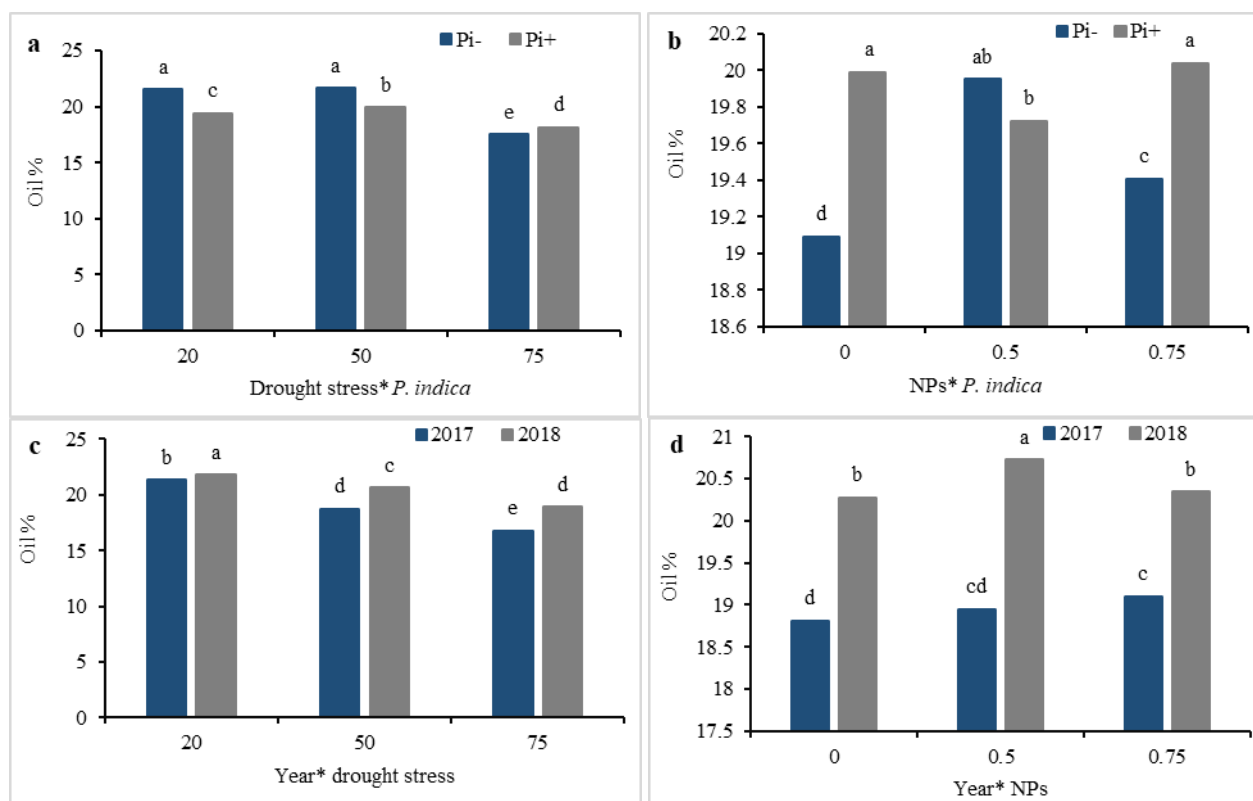 a
Pi- Pi+
25
20
15
10
5
0
Oil %
a c a b e d
20 50 75
Drought stress* P. indica
b
Pi- Pi+
20.2
20
19.8
19.6
19.4
19.2
19
18.8
18.6
Oil %
d a ab b c a
0 0.5 0.75
NPs* P. indica
c
2017 2018
25
20
15
10
5
0
Oil %
b a d c e d
20 50 75
Year* drought stress
d
2017 2018
21
20.5
20
19.5
19
18.5
18
17.5
Oil %
d b cd a c b
0 0.5 0.75
Year* NPs